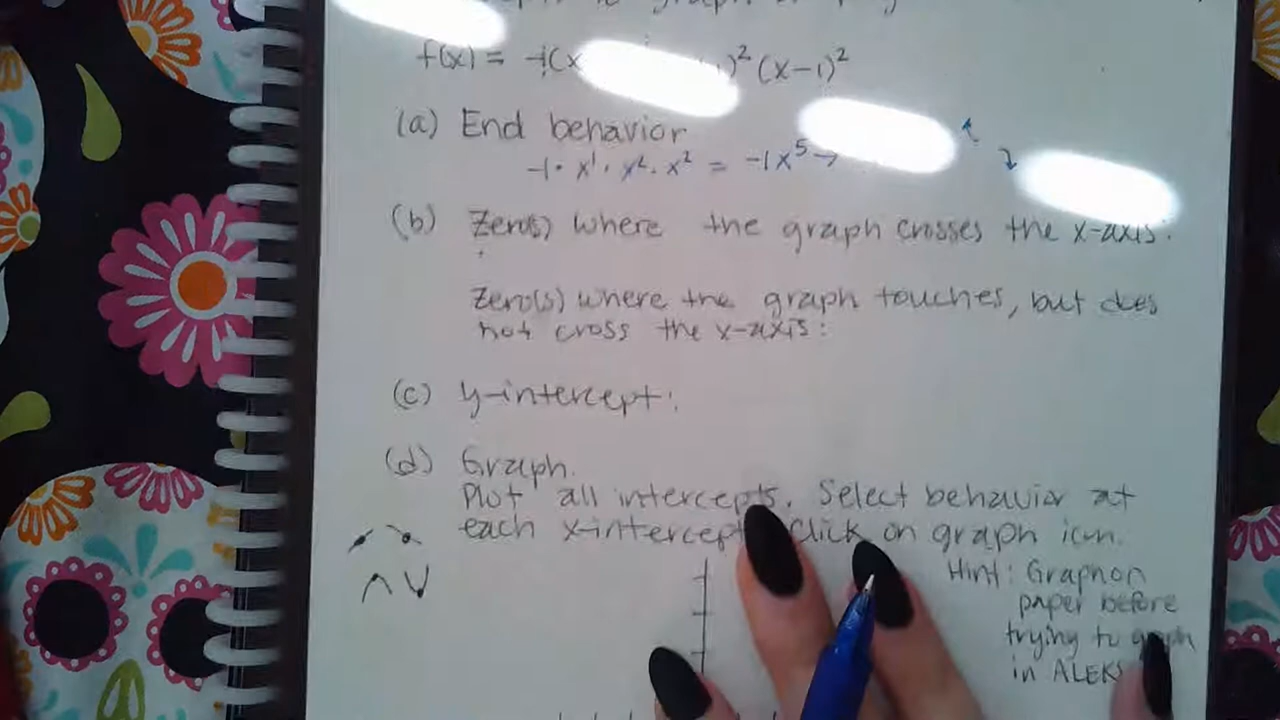 f(x) = -1(x )² (x-1)²
(a) End behavior
-1 · x¹ · x² · x² = -1x⁵ →
(b) Zero(s) where the graph crosses the x-axis.
Zero(s) where the graph touches, but does
not cross the x-axis:
(c) y-intercept:
(d) Graph.
Plot all intercepts. Select behavior at
each x-intercept. Click on graph icon.
Hint: Graph on
paper before
trying to graph
in ALEKS